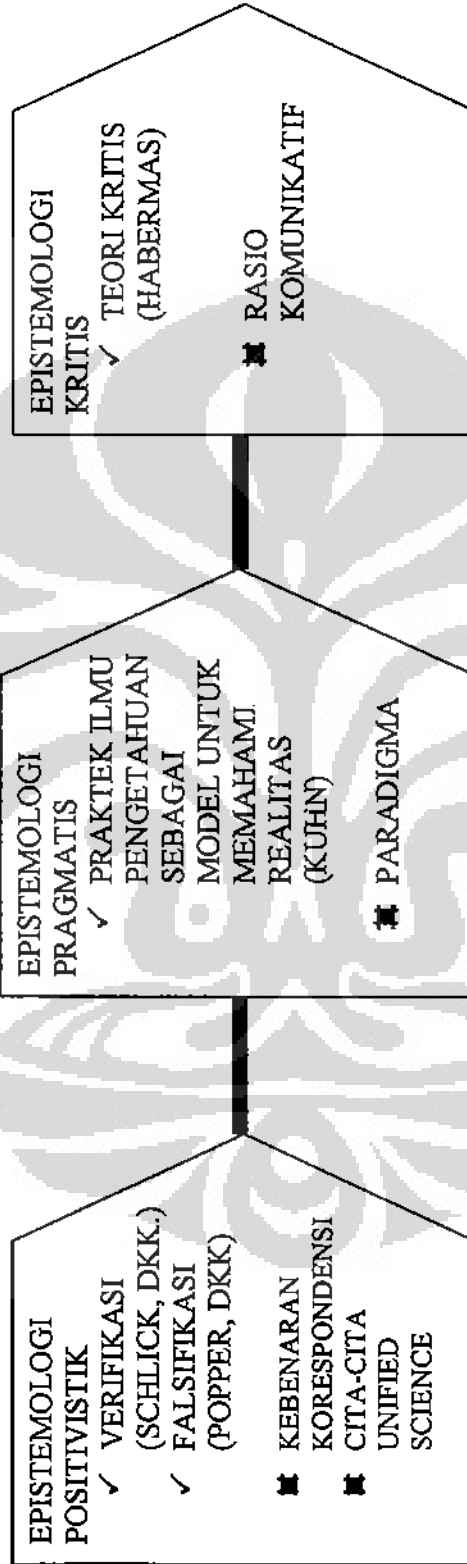 EPISTEMOLOGI
POSITIVISTIK
✓ VERIFIKASI
(SCHLICK, DKK.)
✓ FALSIFIKASI
(POPPER, DKK)
KEBENARAN
KORESPONDENSI
CITA-CITA
UNIFIED
SCIENCE
EPISTEMOLOGI
PRAGMATIS
✓ PRAKTEK ILMU
PENGETAHUAN
SEBAGAI
MODEL UNTUK
MEMAHAMI
REALITAS
(KUHN)
PARADIGMA
EPISTEMOLOGI
KRITIS
✓ TEORI KRITIS
(HABERMAS)
RASIO
KOMUNIKATIF